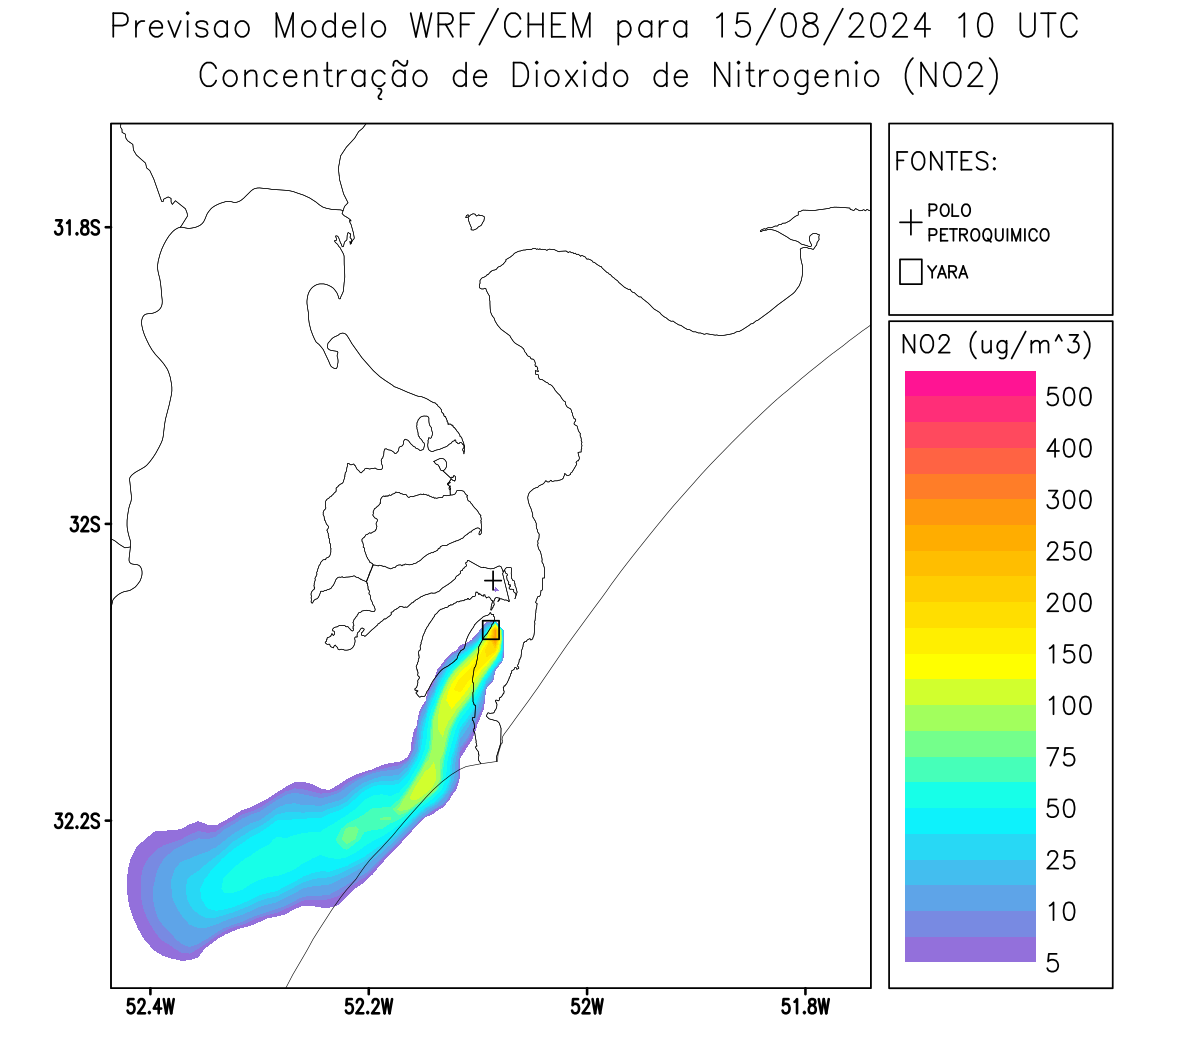 Previsao Modelo WRF/CHEM para 15/08/2024 10 UTC
Concentração de Dioxido de Nitrogenio (NO2)
31.8S
32S
32.2S
52.4W
52.2W
52W
51.8W
FONTES:
POLO
PETROQUIMICO
YARA
NO2 (ug/m^3)
500
400
300
250
200
150
100
75
50
25
10
5